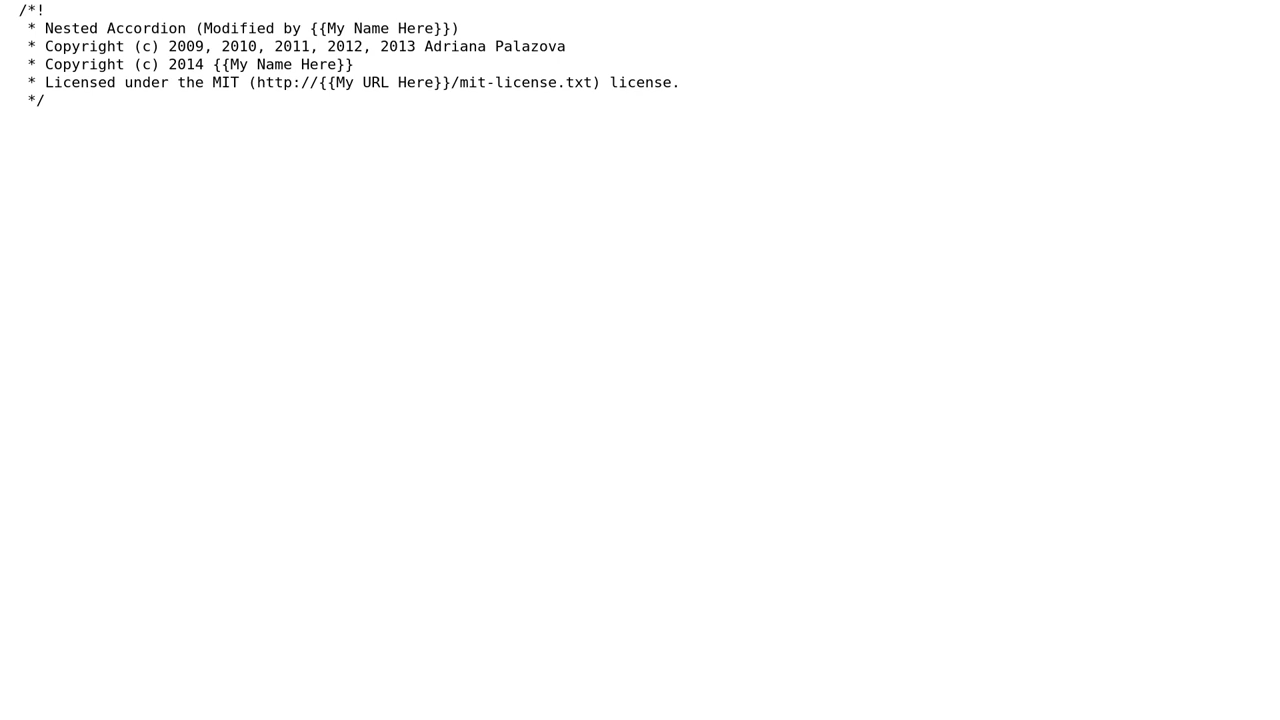 /*!
 * Nested Accordion (Modified by {{My Name Here}})
 * Copyright (c) 2009, 2010, 2011, 2012, 2013 Adriana Palazova
 * Copyright (c) 2014 {{My Name Here}}
 * Licensed under the MIT (http://{{My URL Here}}/mit-license.txt) license.
 */